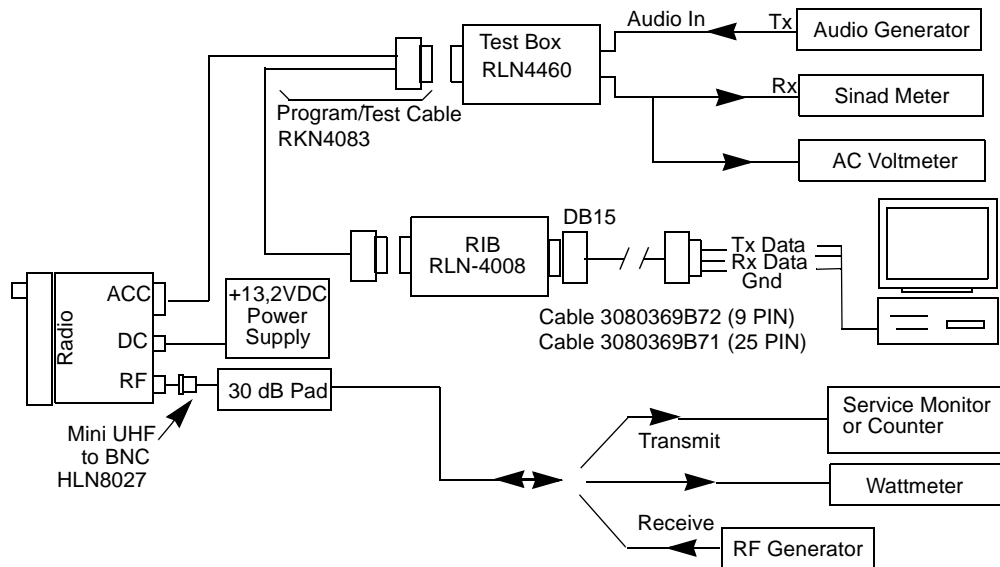 Audio In
Tx
Audio Generator
Test Box
RLN4460
Rx
Sinad Meter
Program/Test Cable
RKN4083
AC Voltmeter
DB15
RIB
RLN-4008
Tx Data
Rx Data
Gnd
Cable 3080369B72 (9 PIN)
Cable 3080369B71 (25 PIN)
Radio
ACC
DC
RF
+13,2VDC
Power
Supply
30 dB Pad
Mini UHF
to BNC
HLN8027
Transmit
Service Monitor
or Counter
Wattmeter
Receive
RF Generator